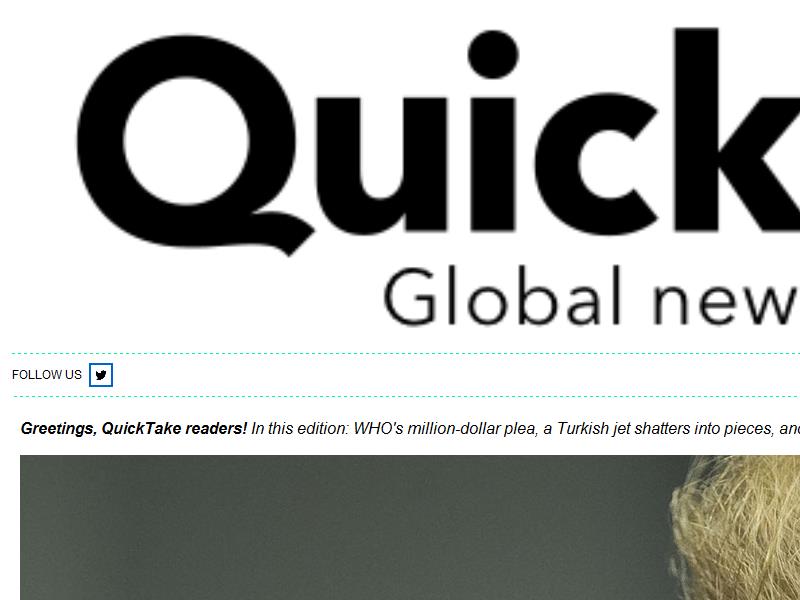 Quick
Global new
FOLLOW US
Greetings, QuickTake readers! In this edition: WHO's million-dollar plea, a Turkish jet shatters into pieces, and